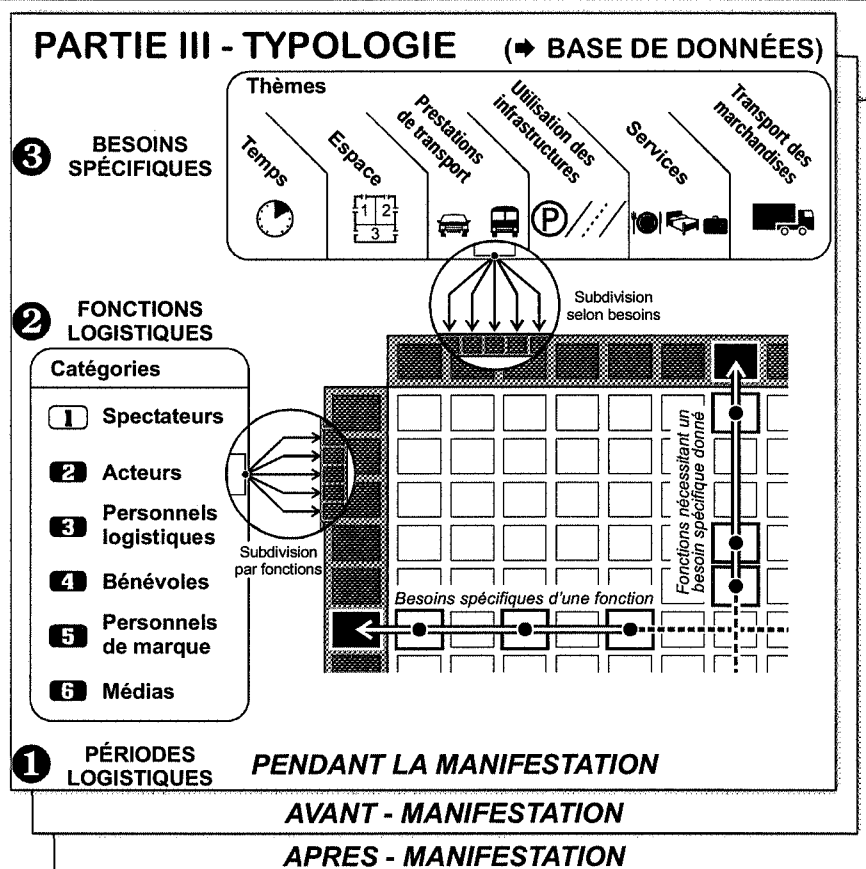 PARTIE III - TYPOLOGIE (➡ BASE DE DONNÉES)
❸ BESOINS
SPÉCIFIQUES
Thèmes
Temps
Espace
Prestations
de transport
Utilisation des
infrastructures
Services
Transport des
marchandises
1 2
3
P
❷ FONCTIONS
LOGISTIQUES
Subdivision
selon besoins
Catégories
1 Spectateurs
2 Acteurs
3 Personnels
logistiques
4 Bénévoles
5 Personnels
de marque
6 Médias
Subdivision
par fonctions
Fonctions nécessitant un
besoin spécifique donné
Besoins spécifiques d'une fonction
❶ PÉRIODES
LOGISTIQUES
PENDANT LA MANIFESTATION
AVANT - MANIFESTATION
APRES - MANIFESTATION